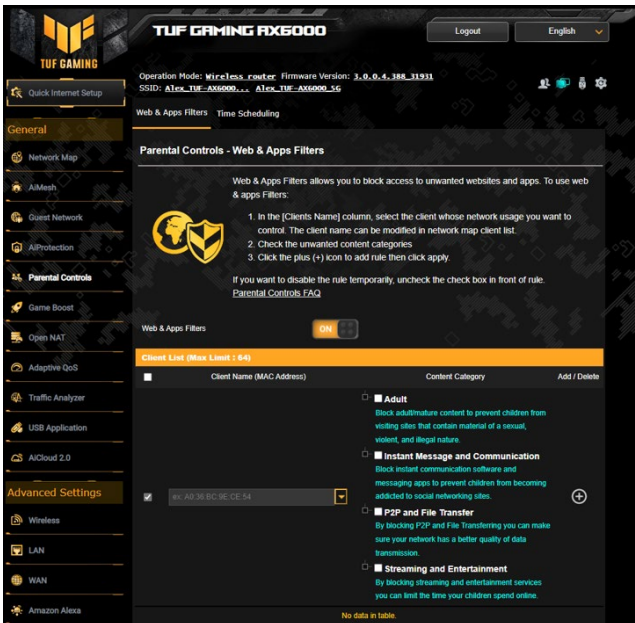 TUF GAMING AX6000
Logout
English
TUF GAMING
Quick Internet Setup
Operation Mode: Wireless router Firmware Version: 3.0.0.4.388_31931
SSID: Alex_TUF-AX6000... Alex_TUF-AX6000_5G
Web & Apps Filters Time Scheduling
General
Network Map
AiMesh
Guest Network
AiProtection
Parental Controls
Game Boost
Open NAT
Adaptive QoS
Traffic Analyzer
USB Application
AiCloud 2.0
Advanced Settings
Wireless
LAN
WAN
Amazon Alexa
Parental Controls - Web & Apps Filters
Web & Apps Filters allows you to block access to unwanted websites and apps. To use web
& apps Filters:
1. In the [Clients Name] column, select the client whose network usage you want to
control. The client name can be modified in network map client list.
2. Check the unwanted content categories
3. Click the plus (+) icon to add rule then click apply.
If you want to disable the rule temporarily, uncheck the check box in front of rule.
Parental Controls FAQ
Web & Apps Filters
ON
Client List (Max Limit : 64)
Client Name (MAC Address) Content Category Add / Delete
Adult
Block adult/mature content to prevent children from
visiting sites that contain material of a sexual,
violent, and illegal nature.
Instant Message and Communication
Block instant communication software and
messaging apps to prevent children from becoming
addicted to social networking sites.
ex: A0:36:BC:9E:CE:54
P2P and File Transfer
By blocking P2P and File Transferring you can make
sure your network has a better quality of data
transmission.
Streaming and Entertainment
By blocking streaming and entertainment services
you can limit the time your children spend online.
No data in table.